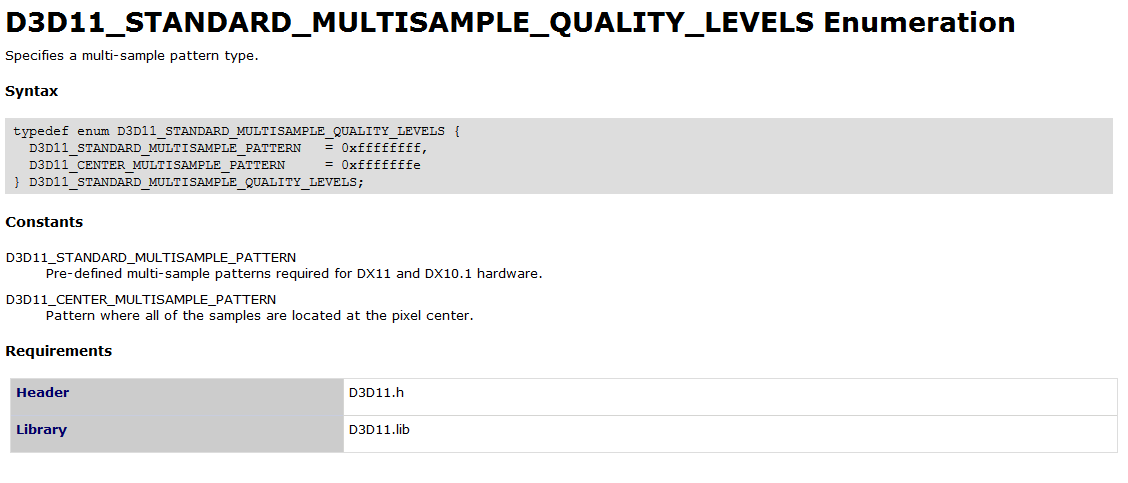 D3D11_STANDARD_MULTISAMPLE_QUALITY_LEVELS Enumeration
Specifies a multi-sample pattern type.
Syntax
typedef enum D3D11_STANDARD_MULTISAMPLE_QUALITY_LEVELS {
  D3D11_STANDARD_MULTISAMPLE_PATTERN   = 0xffffffff,
  D3D11_CENTER_MULTISAMPLE_PATTERN     = 0xfffffffe
} D3D11_STANDARD_MULTISAMPLE_QUALITY_LEVELS;
Constants
D3D11_STANDARD_MULTISAMPLE_PATTERN
Pre-defined multi-sample patterns required for DX11 and DX10.1 hardware.
D3D11_CENTER_MULTISAMPLE_PATTERN
Pattern where all of the samples are located at the pixel center.
Requirements
Header D3D11.h
Library D3D11.lib